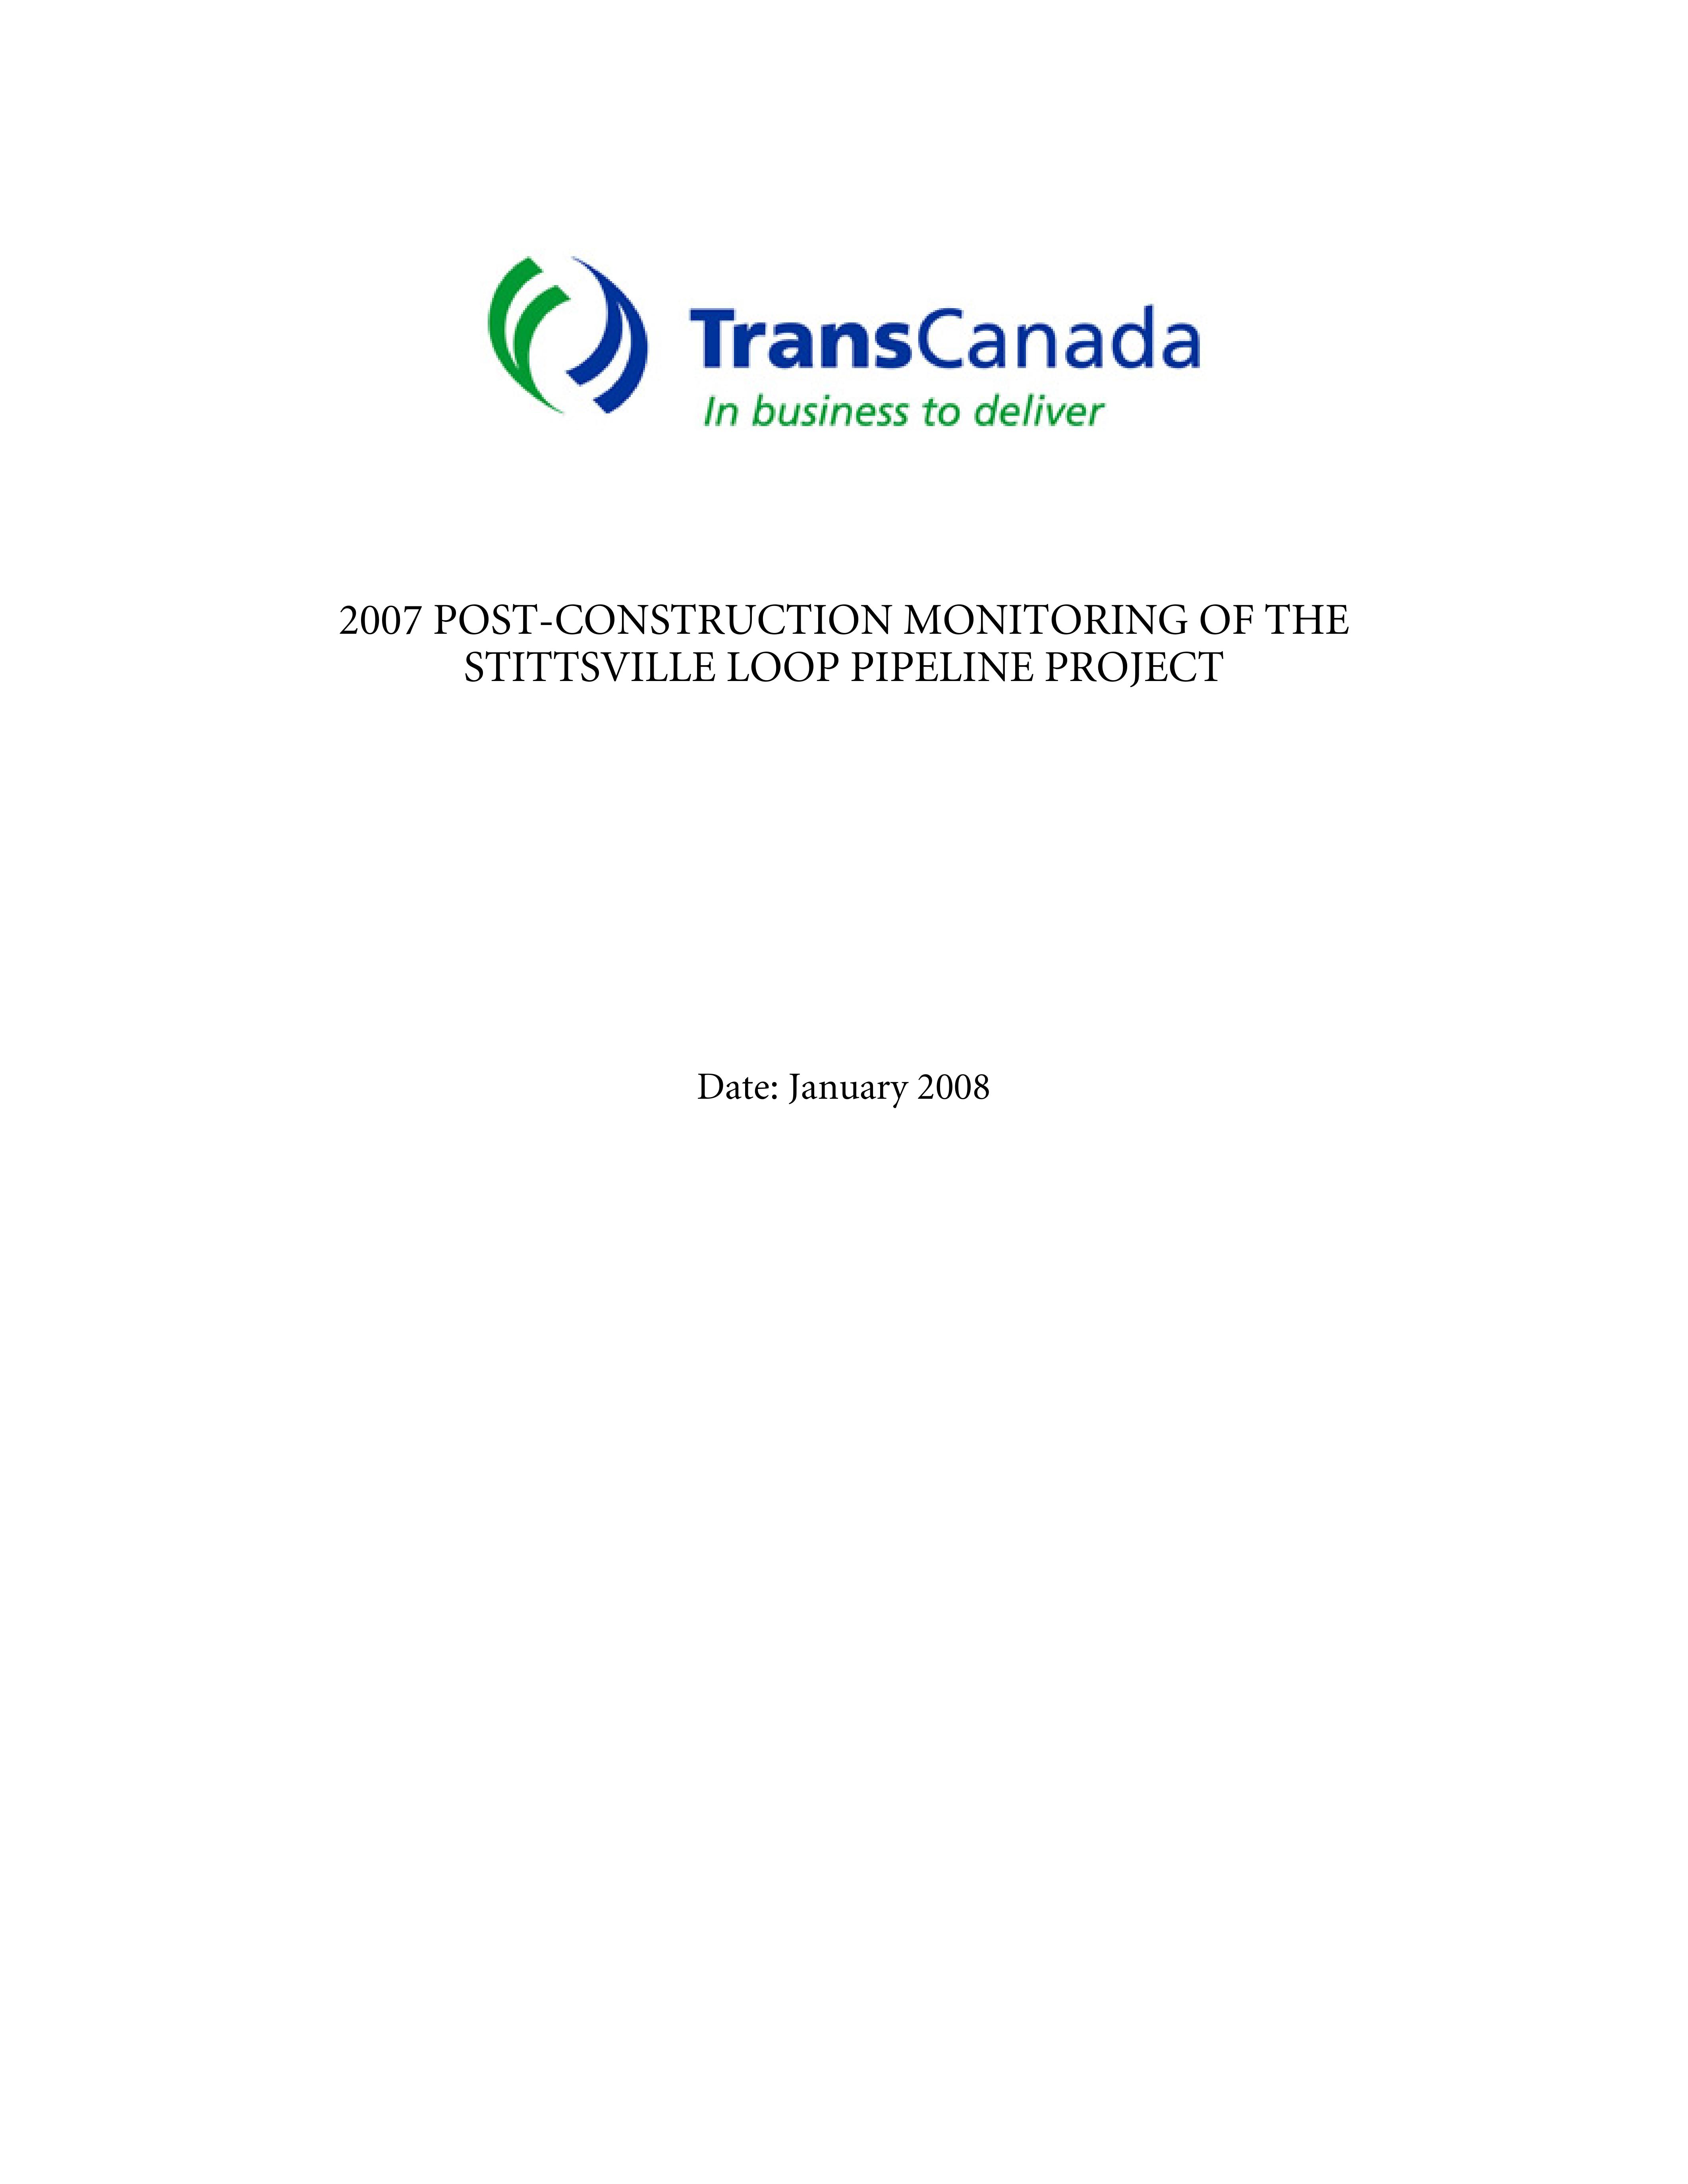 TransCanada
In business to deliver
2007 POST-CONSTRUCTION MONITORING OF THE
STITTSVILLE LOOP PIPELINE PROJECT
Date: January 2008